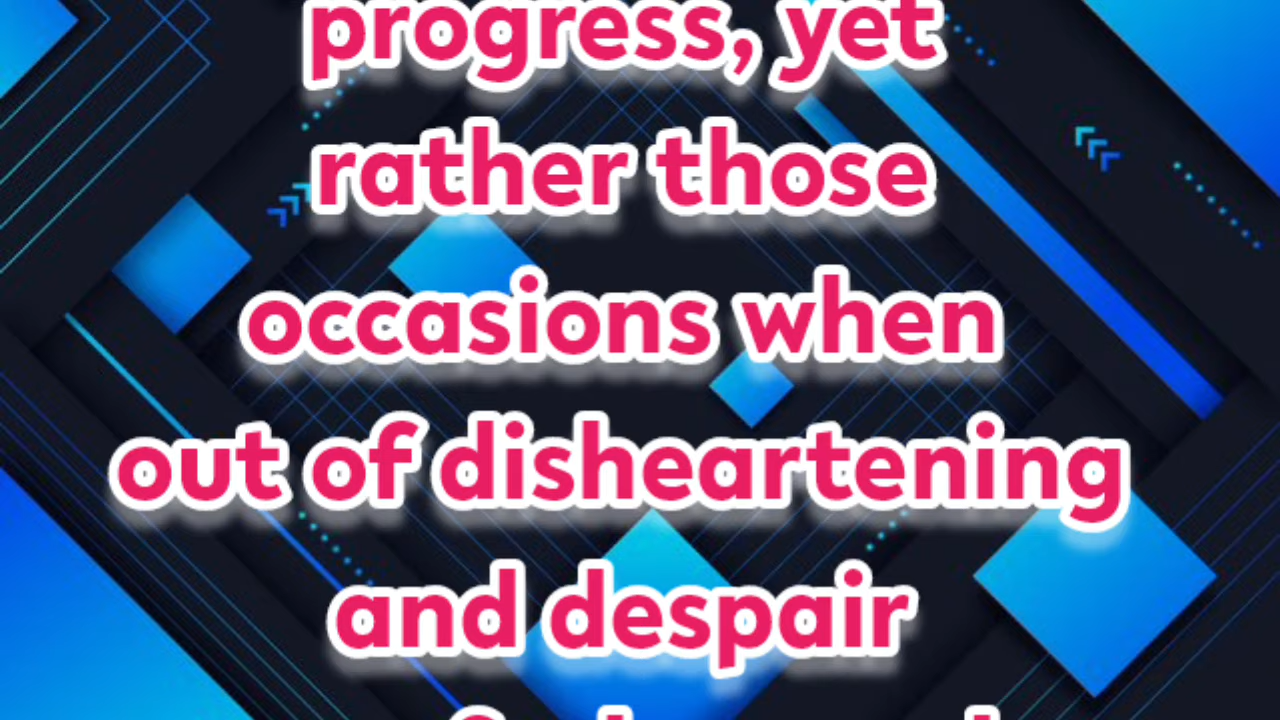 progress, yet
rather those
occasions when
out of disheartening
and despair